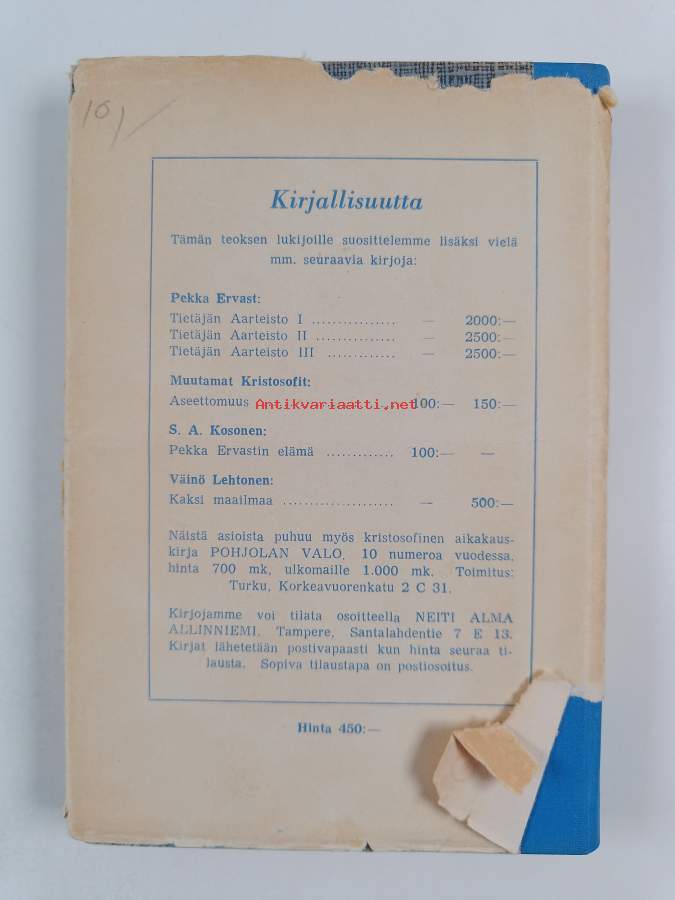 10/
Kirjallisuutta
Tämän teoksen lukijoille suosittelemme lisäksi vielä
mm. seuraavia kirjoja:
Pekka Ervast:
Tietäjän Aarteisto I ................ — 2000:—
Tietäjän Aarteisto II ............... — 2500:—
Tietäjän Aarteisto III ............. — 2500:—
Muutamat Kristosofit:
Aseettomuus 100:— 150:—
Antikvariaatti.net
S. A. Kosonen:
Pekka Ervastin elämä ............. 100:— —
Väinö Lehtonen:
Kaksi maailmaa ..................... — 500:—
Näistä asioista puhuu myös kristosofinen aikakaus-
kirja POHJOLAN VALO. 10 numeroa vuodessa,
hinta 700 mk, ulkomaille 1.000 mk. Toimitus:
Turku, Korkeavuorenkatu 2 C 31.
Kirjojamme voi tilata osoitteella NEITI ALMA
ALLINNIEMI, Tampere, Santalahdentie 7 E 13.
Kirjat lähetetään postivapaasti kun hinta seuraa ti-
lausta. Sopiva tilaustapa on postiosoitus.
Hinta 450:—